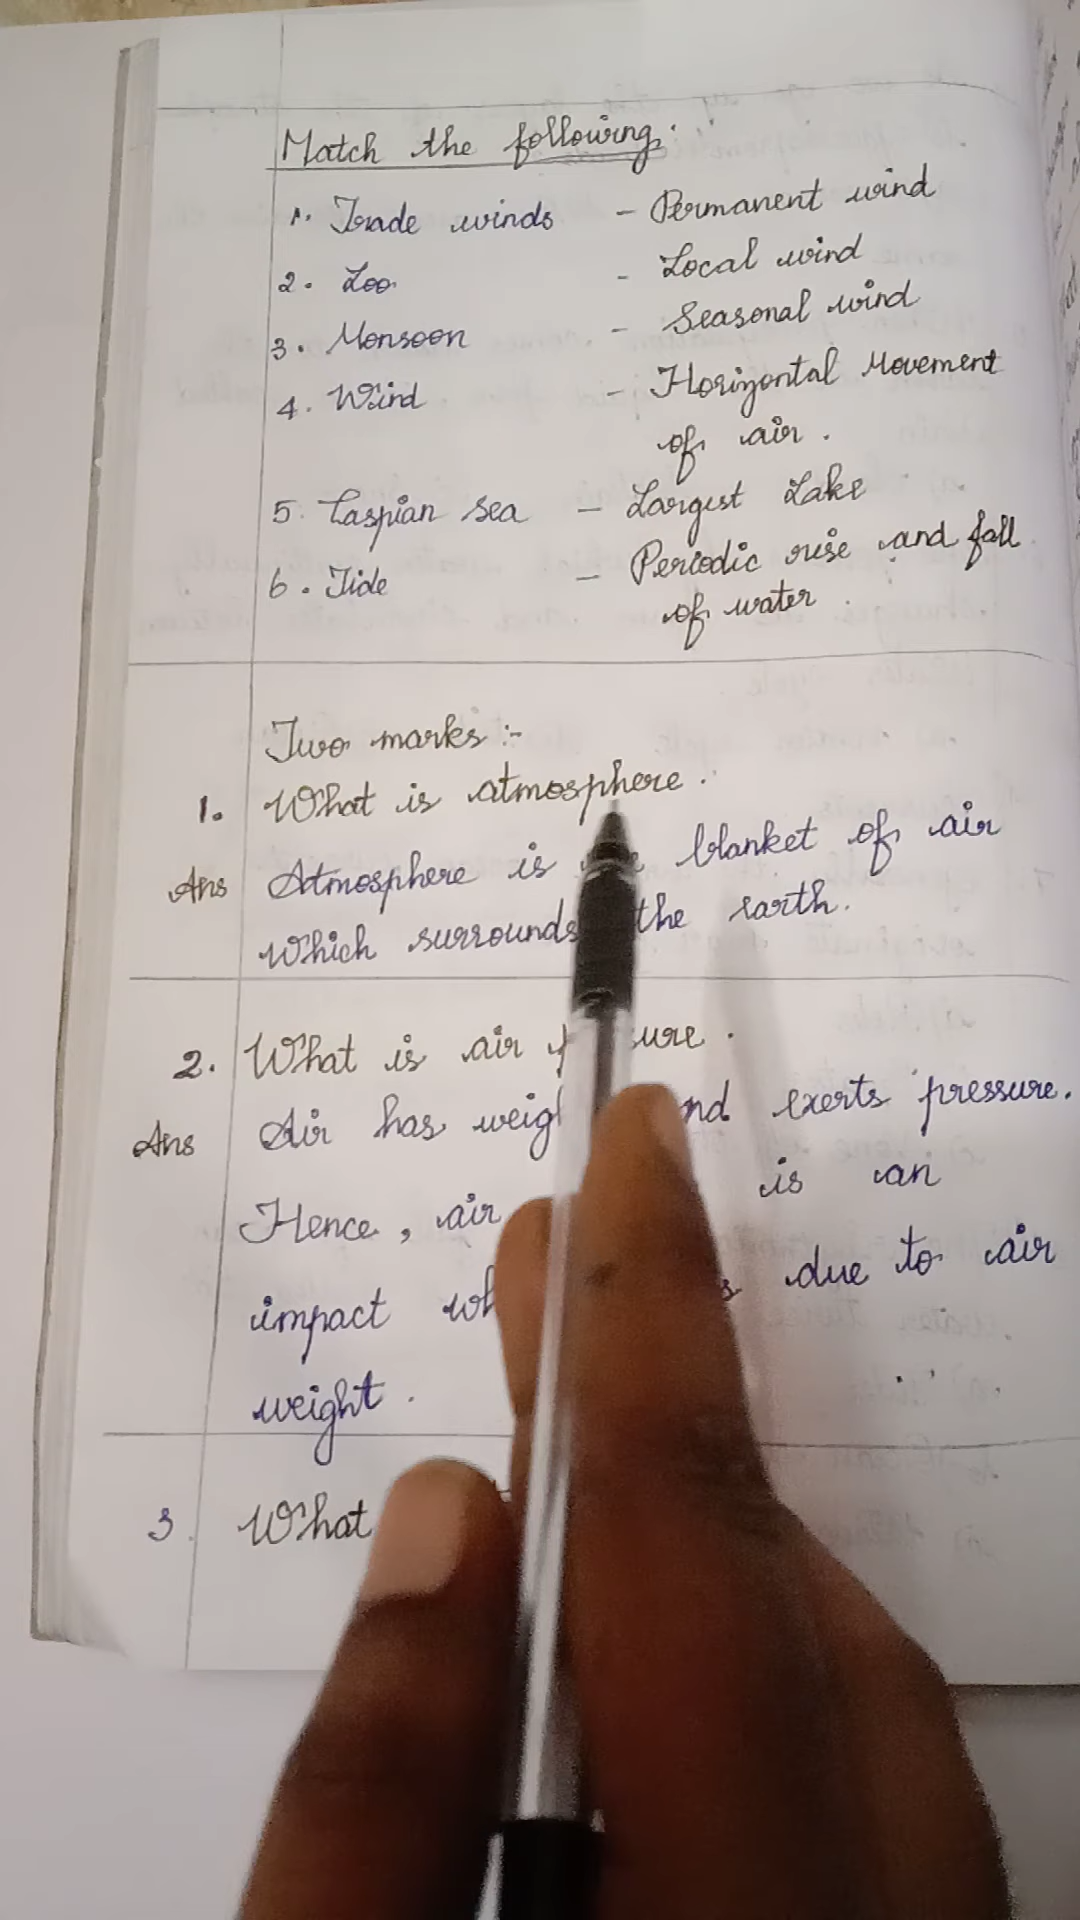 Match the following.
1. Trade winds - Permanent wind
2. Loo - Local wind
3. Monsoon - Seasonal wind
4. Wind - Horizontal Movement
of air.
5. Caspian sea - Largest Lake
6. Tide - Periodic rise and fall
of water.
Two marks :-
1. What is atmosphere.
Ans Atmosphere is blanket of air
Which surrounds the earth.
2. What is air
Ans Air has exerts pressure.
Hence, air is an
impact due to air
weight.
3. What